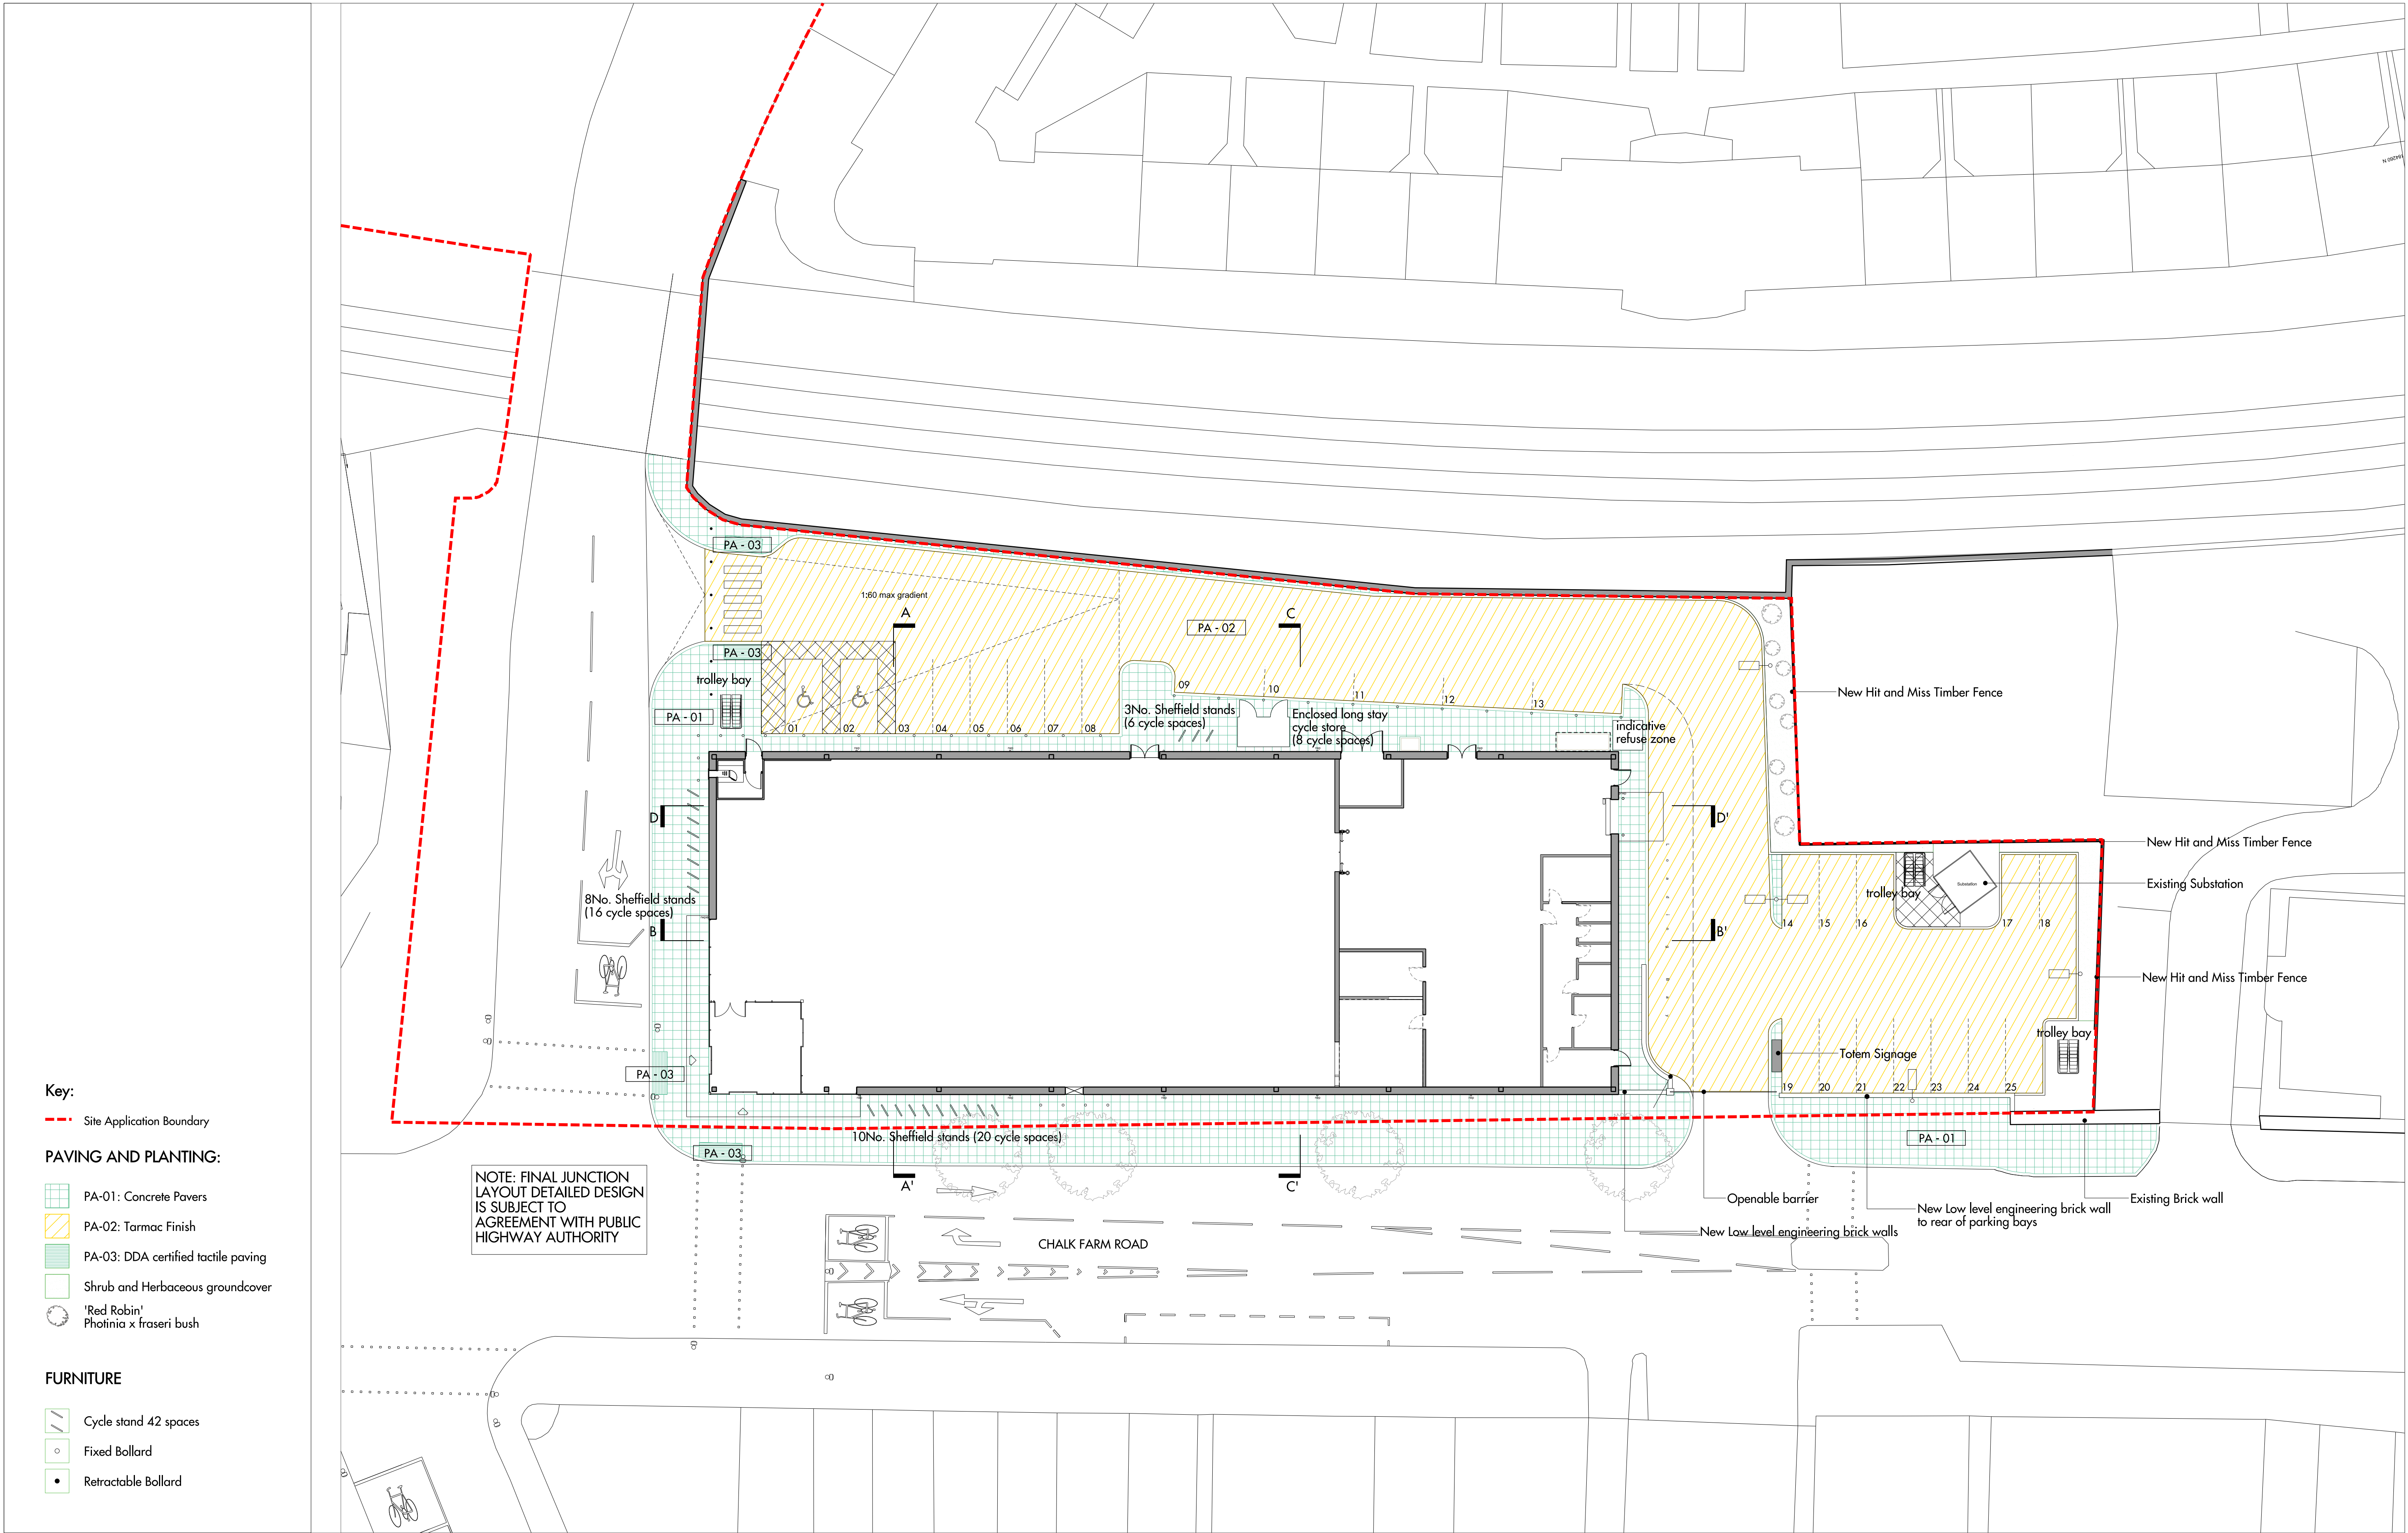 Key:
Site Application Boundary
PAVING AND PLANTING:
PA-01: Concrete Pavers
PA-02: Tarmac Finish
PA-03: DDA certified tactile paving
Shrub and Herbaceous groundcover
'Red Robin'
Photinia x fraseri bush
FURNITURE
Cycle stand 42 spaces
Fixed Bollard
Retractable Bollard
PA - 03
1:60 max gradient
A
C
PA - 02
PA - 03
trolley bay
PA - 01
01
02
03
04
05
06
07
08
09
10
11
12
13
3No. Sheffield stands
(6 cycle spaces)
Enclosed long stay
cycle store
(8 cycle spaces)
indicative
refuse zone
New Hit and Miss Timber Fence
D
D'
8No. Sheffield stands
(16 cycle spaces)
B
B'
New Hit and Miss Timber Fence
Existing Substation
Substation
trolley bay
14
15
16
17
18
New Hit and Miss Timber Fence
trolley bay
Totem Signage
19
20
21
22
23
24
25
PA - 03
10No. Sheffield stands (20 cycle spaces)
PA - 03
PA - 01
A'
C'
NOTE: FINAL JUNCTION
LAYOUT DETAILED DESIGN
IS SUBJECT TO
AGREEMENT WITH PUBLIC
HIGHWAY AUTHORITY
Openable barrier
Existing Brick wall
New Low level engineering brick wall
to rear of parking bays
New Low level engineering brick walls
CHALK FARM ROAD